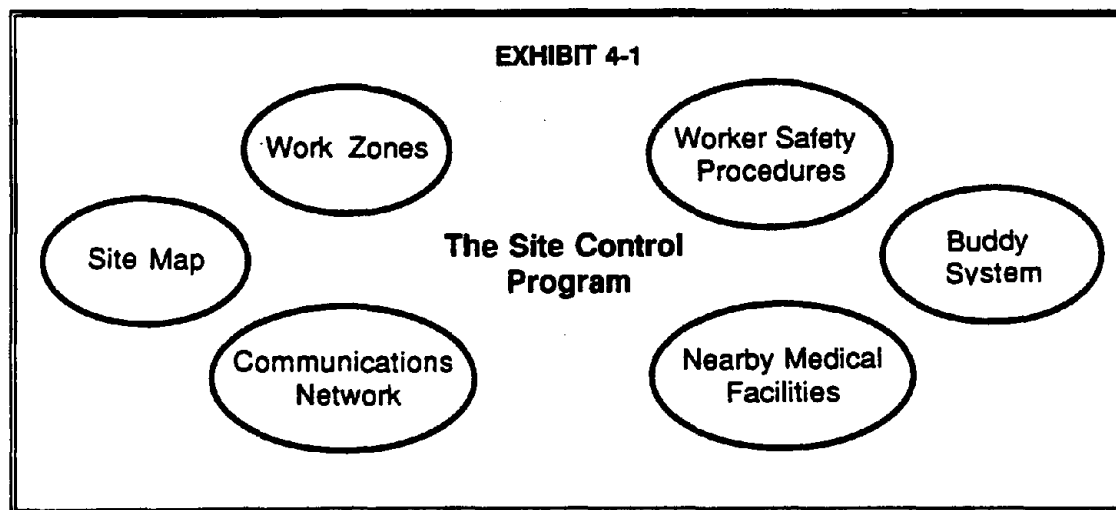 EXHIBIT 4-1
Work Zones
Worker Safety
Procedures
Site Map
The Site Control
Program
Buddy
System
Communications
Network
Nearby Medical
Facilities